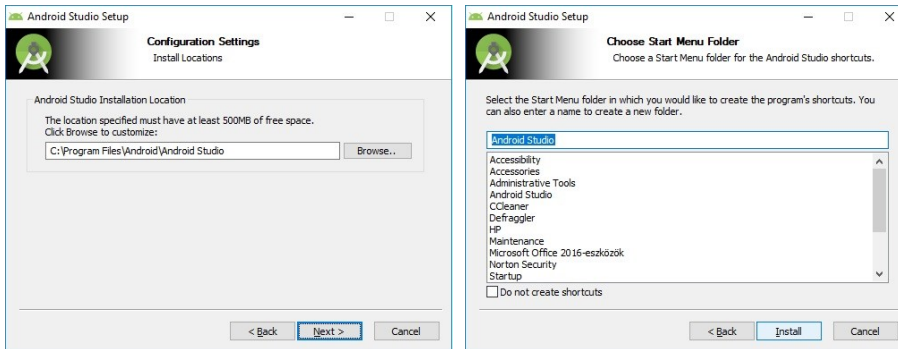 Android Studio Setup
Configuration Settings
Install Locations
Android Studio Installation Location
The location specified must have at least 500MB of free space.
Click Browse to customize:
C:\Program Files\Android\Android Studio
Browse..
< Back
Next >
Cancel
Android Studio Setup
Choose Start Menu Folder
Choose a Start Menu folder for the Android Studio shortcuts.
Select the Start Menu folder in which you would like to create the program's shortcuts. You
can also enter a name to create a new folder.
Android Studio
Accessibility
Accessories
Administrative Tools
Android Studio
CCleaner
Defraggler
HP
Maintenance
Microsoft Office 2016-eszközök
Norton Security
Startup
Do not create shortcuts
< Back
Install
Cancel